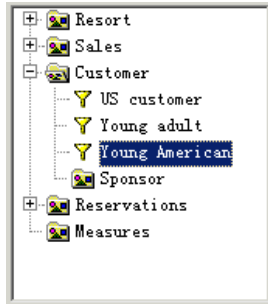 Resort
Sales
Customer
US customer
Young adult
Young American
Sponsor
Reservations
Measures